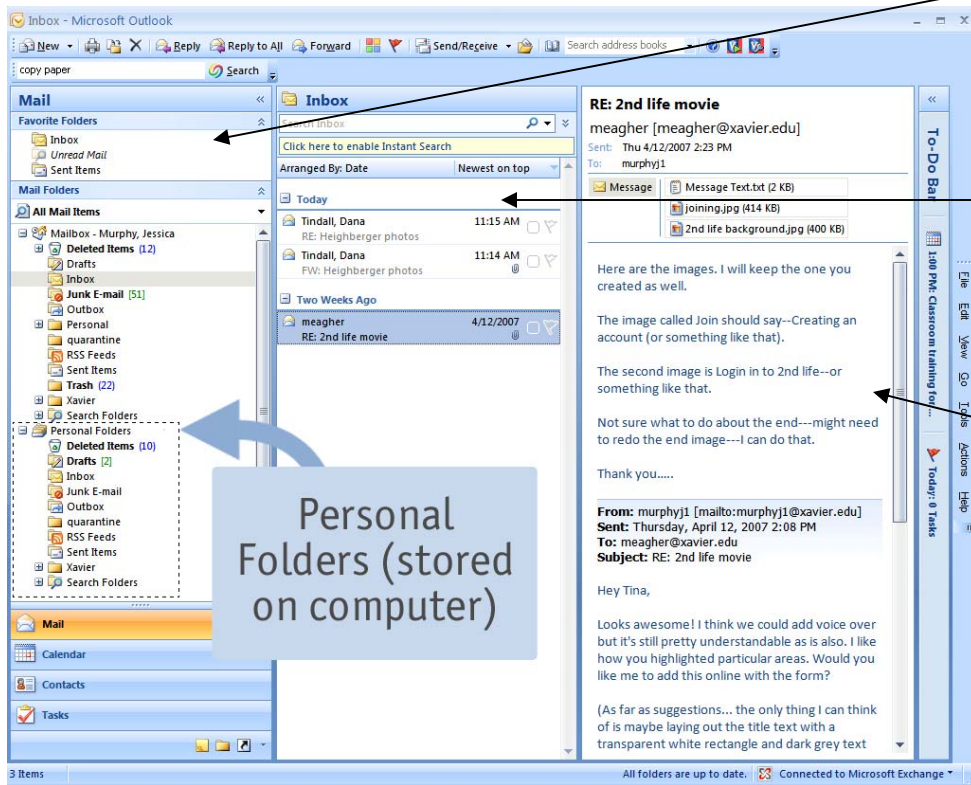 Inbox - Microsoft Outlook
New Reply Reply to All Forward Send/Receive Search address books
copy paper Search
Mail
Favorite Folders
Inbox
Unread Mail
Sent Items
Mail Folders
All Mail Items
Mailbox - Murphy, Jessica
Deleted Items (12)
Drafts
Inbox
Junk E-mail [51]
Outbox
Personal
quarantine
RSS Feeds
Sent Items
Trash (22)
Xavier
Search Folders
Personal Folders
Deleted Items (10)
Drafts [2]
Inbox
Junk E-mail
Outbox
quarantine
RSS Feeds
Sent Items
Xavier
Search Folders
Mail
Calendar
Contacts
Tasks
3 Items
Inbox
Search Inbox
Click here to enable Instant Search
Arranged By: Date Newest on top
Today
Tindall, Dana 11:15 AM
RE: Heighberger photos
Tindall, Dana 11:14 AM
FW: Heighberger photos
Two Weeks Ago
meagher 4/12/2007
RE: 2nd life movie
Personal
Folders (stored
on computer)
RE: 2nd life movie
meagher [meagher@xavier.edu]
Sent: Thu 4/12/2007 2:23 PM
To: murphyj1
Message Message Text.txt (2 KB)
joining.jpg (414 KB)
2nd life background.jpg (400 KB)
Here are the images. I will keep the one you
created as well.
The image called Join should say--Creating an
account (or something like that).
The second image is Login in to 2nd life--or
something like that.
Not sure what to do about the end---might need
to redo the end image---I can do that.
Thank you.....
From: murphyj1 [mailto:murphyj1@xavier.edu]
Sent: Thursday, April 12, 2007 2:08 PM
To: meagher@xavier.edu
Subject: RE: 2nd life movie
Hey Tina,
Looks awesome! I think we could add voice over
but it's still pretty understandable as is also. I like
how you highlighted particular areas. Would you
like me to add this online with the form?
(As far as suggestions... the only thing I can think
of is maybe laying out the title text with a
transparent white rectangle and dark grey text
To-Do Bar
1:00 PM: Classroom training for...
Today: 0 Tasks
File Edit View Go Tools Actions Help
All folders are up to date. Connected to Microsoft Exchange